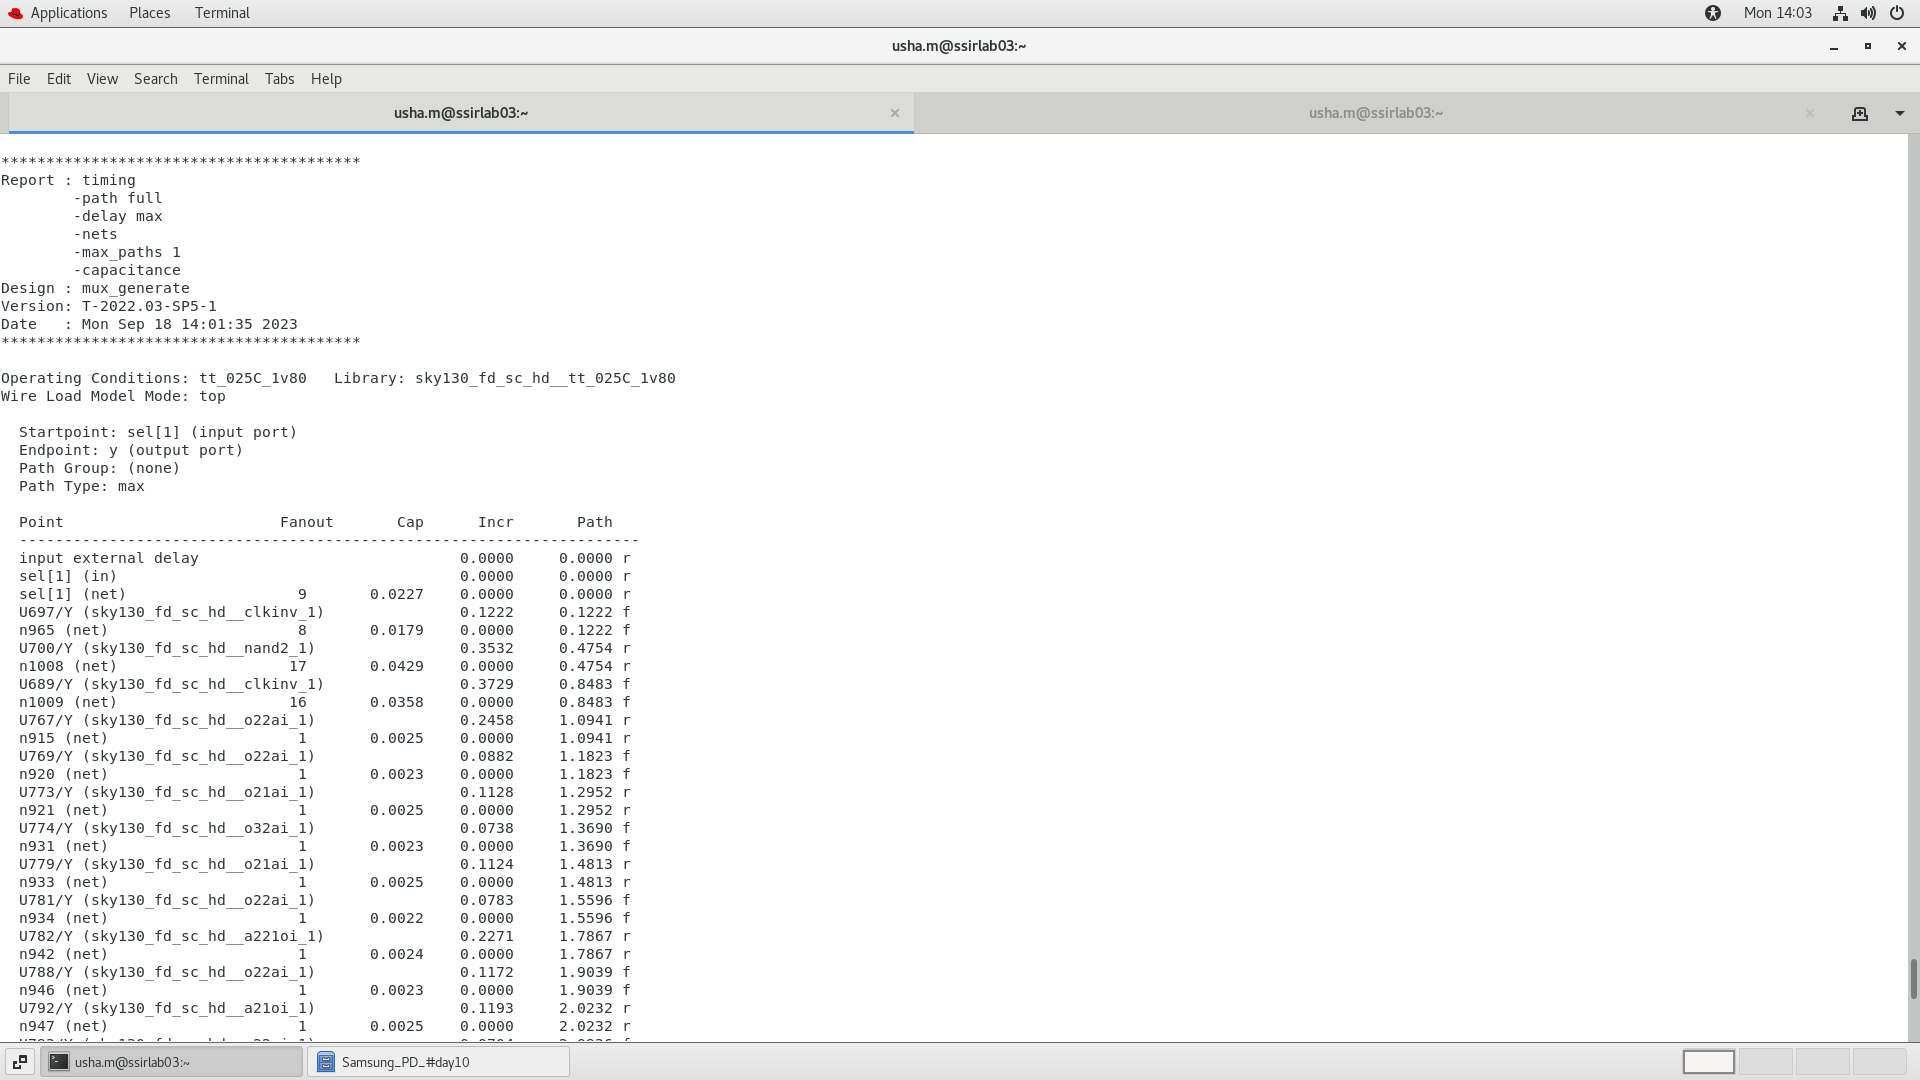 Applications Places Terminal Mon 14:03
usha.m@ssirlab03:~
File Edit View Search Terminal Tabs Help
usha.m@ssirlab03:~ usha.m@ssirlab03:~
****************************************
Report : timing
        -path full
        -delay max
        -nets
        -max_paths 1
        -capacitance
Design : mux_generate
Version: T-2022.03-SP5-1
Date   : Mon Sep 18 14:01:35 2023
****************************************
Operating Conditions: tt_025C_1v80   Library: sky130_fd_sc_hd__tt_025C_1v80
Wire Load Model Mode: top
  Startpoint: sel[1] (input port)
  Endpoint: y (output port)
  Path Group: (none)
  Path Type: max
  Point                        Fanout       Cap      Incr       Path
  ---------------------------------------------------------------------
  input external delay                             0.0000     0.0000 r
  sel[1] (in)                                      0.0000     0.0000 r
  sel[1] (net)                   9       0.0227    0.0000     0.0000 r
  U697/Y (sky130_fd_sc_hd__clkinv_1)               0.1222     0.1222 f
  n965 (net)                     8       0.0179    0.0000     0.1222 f
  U700/Y (sky130_fd_sc_hd__nand2_1)                0.3532     0.4754 r
  n1008 (net)                   17       0.0429    0.0000     0.4754 r
  U689/Y (sky130_fd_sc_hd__clkinv_1)               0.3729     0.8483 f
  n1009 (net)                   16       0.0358    0.0000     0.8483 f
  U767/Y (sky130_fd_sc_hd__o22ai_1)                0.2458     1.0941 r
  n915 (net)                     1       0.0025    0.0000     1.0941 r
  U769/Y (sky130_fd_sc_hd__o22ai_1)                0.0882     1.1823 f
  n920 (net)                     1       0.0023    0.0000     1.1823 f
  U773/Y (sky130_fd_sc_hd__o21ai_1)                0.1128     1.2952 r
  n921 (net)                     1       0.0025    0.0000     1.2952 r
  U774/Y (sky130_fd_sc_hd__o32ai_1)                0.0738     1.3690 f
  n931 (net)                     1       0.0023    0.0000     1.3690 f
  U779/Y (sky130_fd_sc_hd__o21ai_1)                0.1124     1.4813 r
  n933 (net)                     1       0.0025    0.0000     1.4813 r
  U781/Y (sky130_fd_sc_hd__o22ai_1)                0.0783     1.5596 f
  n934 (net)                     1       0.0022    0.0000     1.5596 f
  U782/Y (sky130_fd_sc_hd__a221oi_1)               0.2271     1.7867 r
  n942 (net)                     1       0.0024    0.0000     1.7867 r
  U788/Y (sky130_fd_sc_hd__o22ai_1)                0.1172     1.9039 f
  n946 (net)                     1       0.0023    0.0000     1.9039 f
  U792/Y (sky130_fd_sc_hd__a21oi_1)                0.1193     2.0232 r
  n947 (net)                     1       0.0025    0.0000     2.0232 r
usha.m@ssirlab03:~ Samsung_PD_#day10